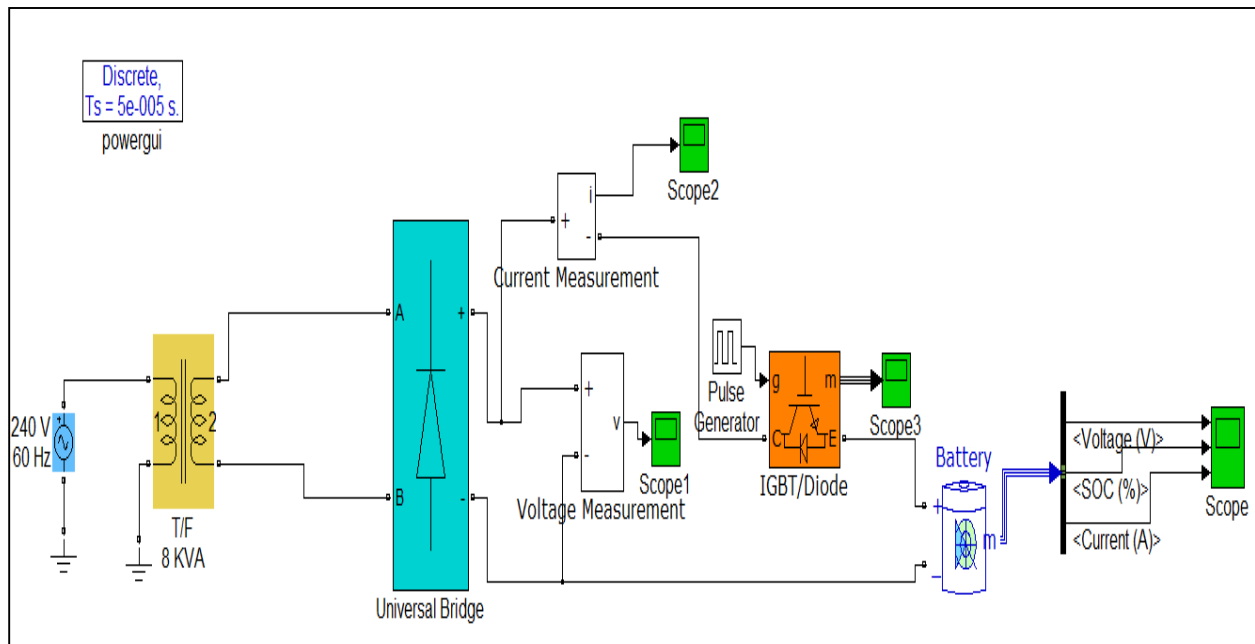 Discrete,
Ts = 5e-005 s.
powergui
Scope2
i
+
-
Current Measurement
A
+
240 V
60 Hz
1
2
T/F
8 KVA
B
-
Universal Bridge
+
v
-
Scope1
Voltage Measurement
Pulse
Generator
g
m
C
E
IGBT/Diode
Scope3
Battery
+
m
-
<Voltage (V)>
<SOC (%)>
<Current (A)>
Scope